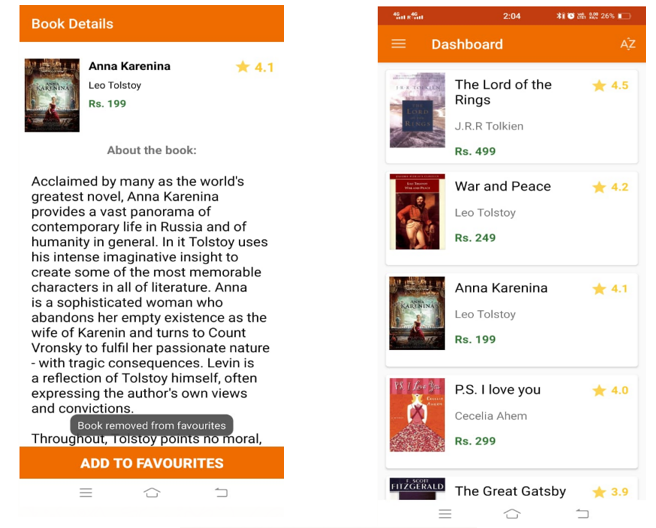 Book Details
Anna Karenina
4.1
Leo Tolstoy
Rs. 199
About the book:
Acclaimed by many as the world's
greatest novel, Anna Karenina
provides a vast panorama of
contemporary life in Russia and of
humanity in general. In it Tolstoy uses
his intense imaginative insight to
create some of the most memorable
characters in all of literature. Anna
is a sophisticated woman who
abandons her empty existence as the
wife of Karenin and turns to Count
Vronsky to fulfil her passionate nature
- with tragic consequences. Levin is
a reflection of Tolstoy himself, often
expressing the author's own views
and convictions.
Book removed from favourites
Throughout, Tolstoy points no moral,
ADD TO FAVOURITES
4G 4G 2:04 26%
Dashboard
AZ
The Lord of the
Rings
4.5
J.R.R Tolkien
Rs. 499
War and Peace
4.2
Leo Tolstoy
Rs. 249
ANNA
KARENINA
Anna Karenina
4.1
Leo Tolstoy
Rs. 199
P.S. I love you
4.0
Cecelia Ahem
Rs. 299
F. SCOTT
FITZGERALD
The Great Gatsby
3.9